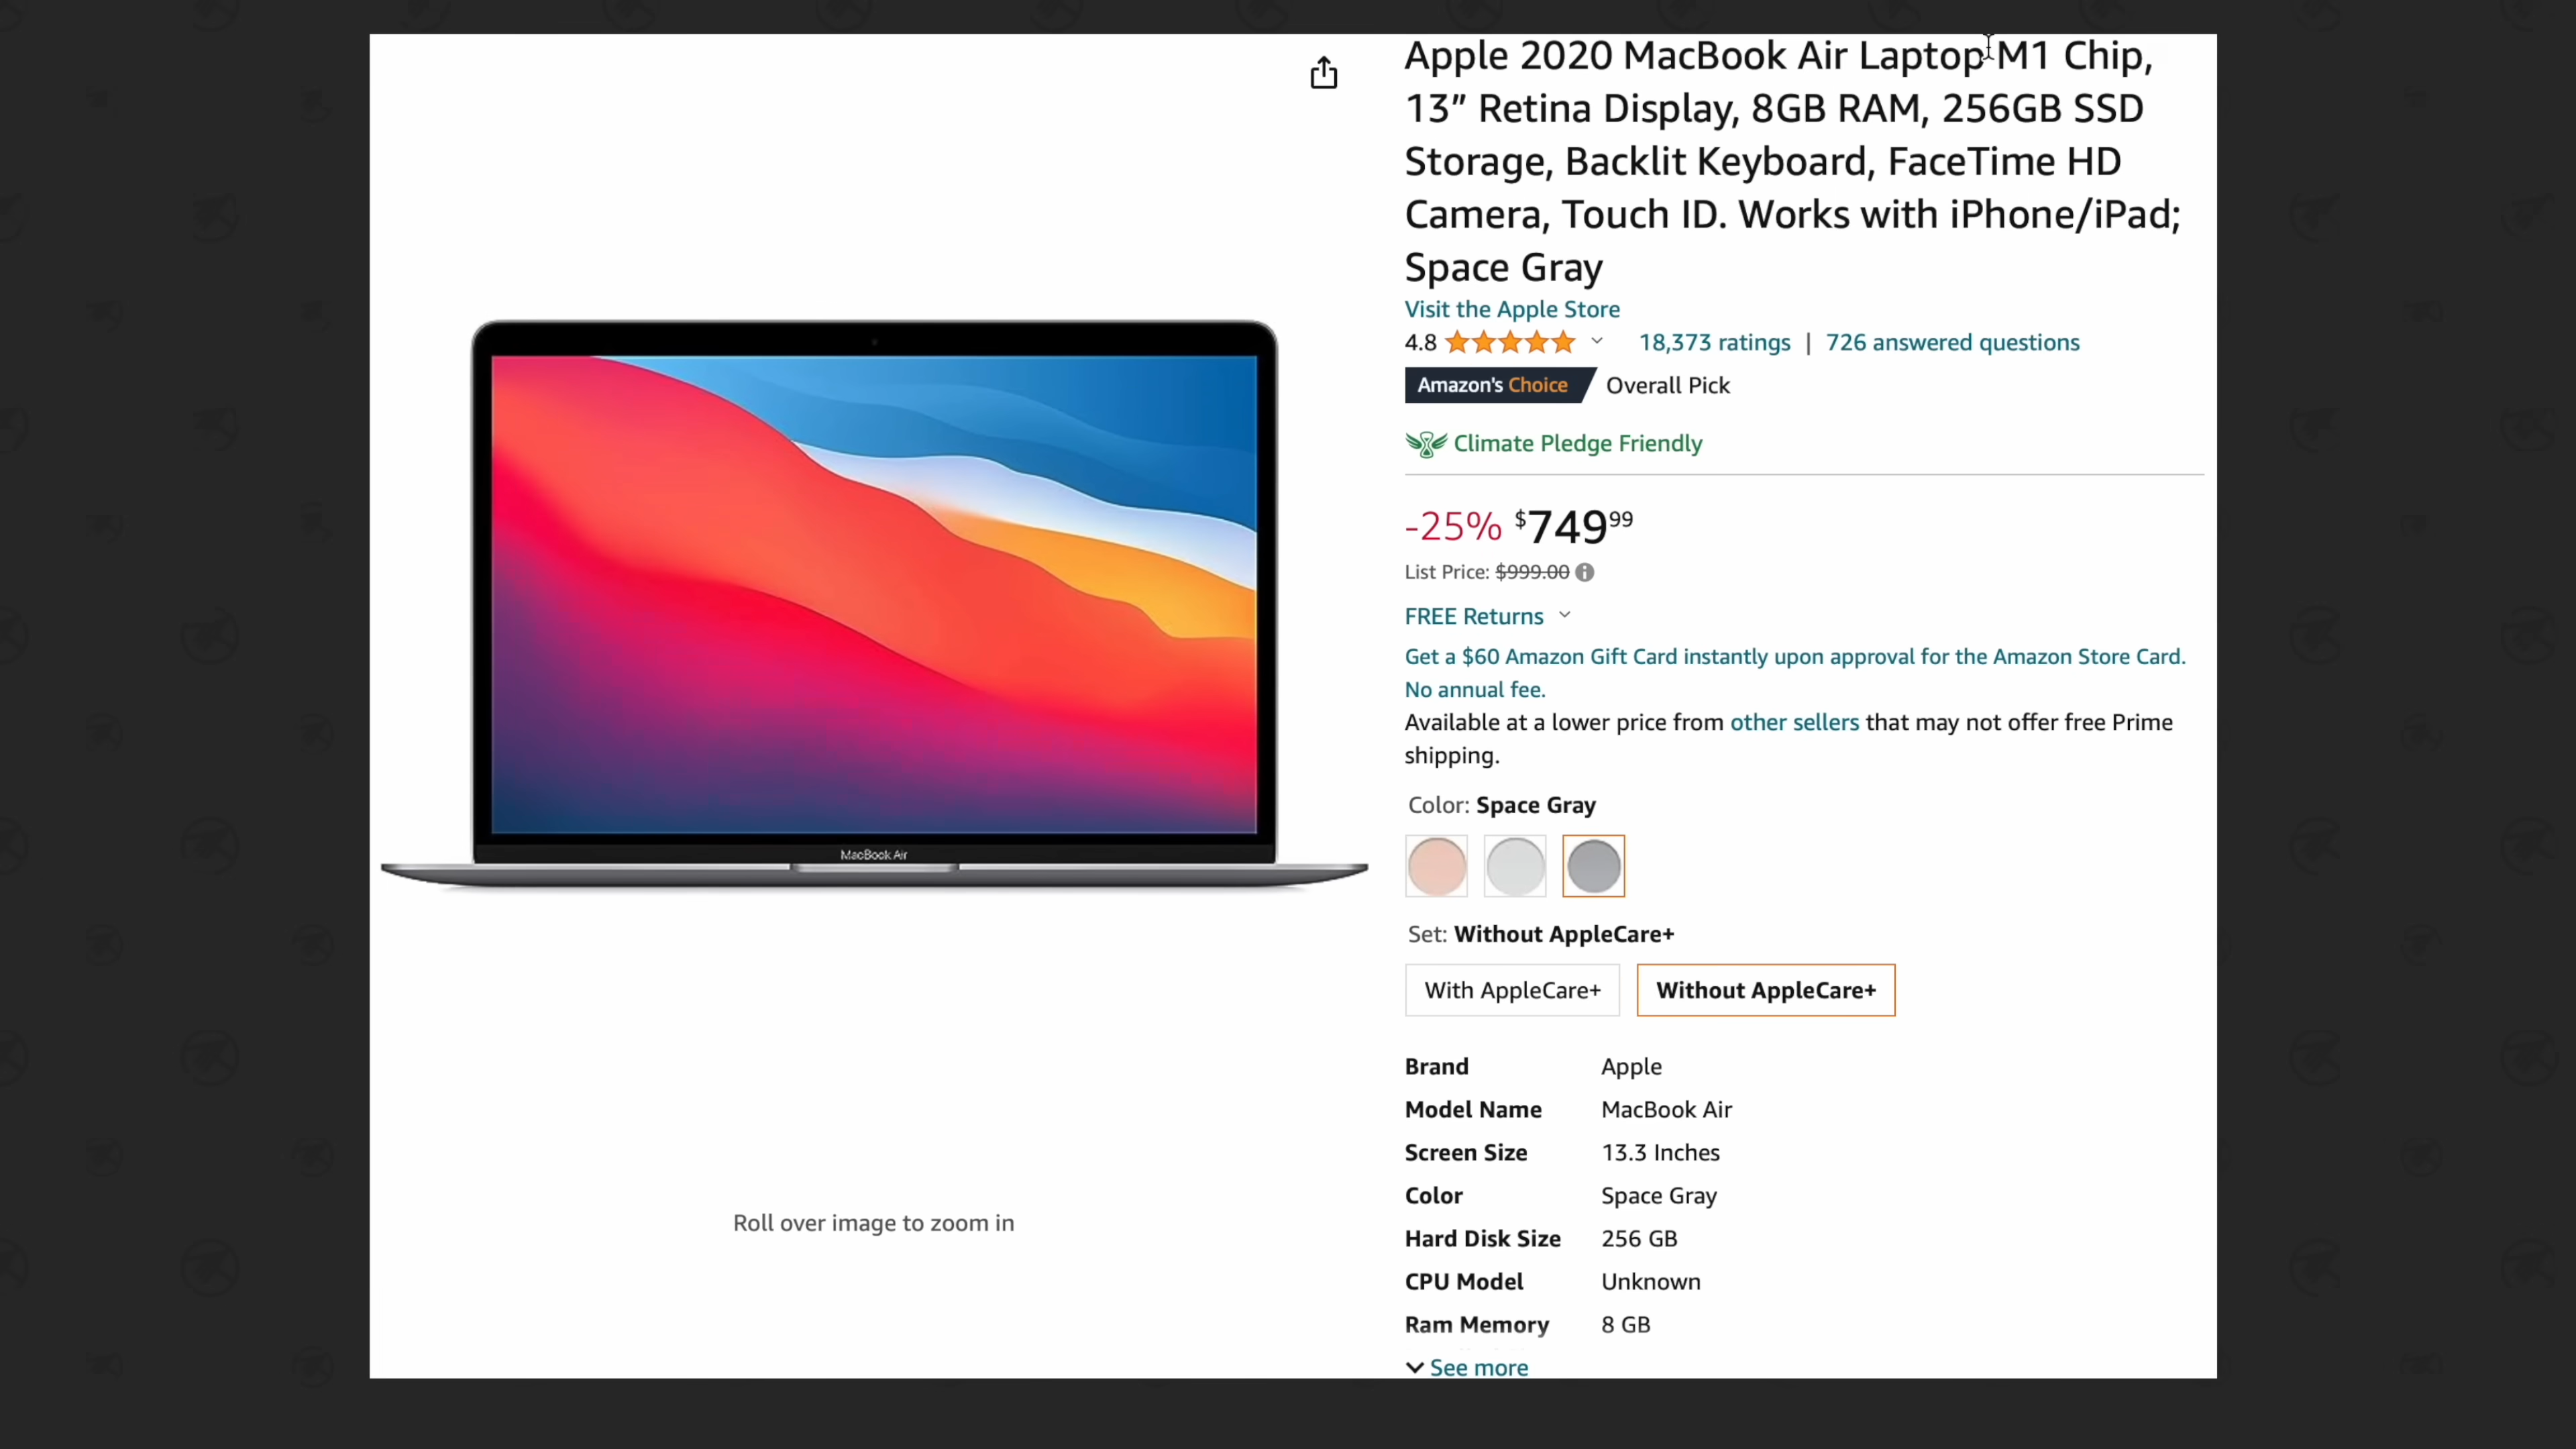 Apple 2020 MacBook Air Laptop M1 Chip,
13” Retina Display, 8GB RAM, 256GB SSD
Storage, Backlit Keyboard, FaceTime HD
Camera, Touch ID. Works with iPhone/iPad;
Space Gray
Visit the Apple Store
4.8 18,373 ratings | 726 answered questions
Amazon's Choice Overall Pick
Climate Pledge Friendly
-25% $749 99
List Price: $999.00
FREE Returns
Get a $60 Amazon Gift Card instantly upon approval for the Amazon Store Card.
No annual fee.
Available at a lower price from other sellers that may not offer free Prime
shipping.
Color: Space Gray
Set: Without AppleCare+
With AppleCare+ Without AppleCare+
Brand Apple
Model Name MacBook Air
Screen Size 13.3 Inches
Color Space Gray
Hard Disk Size 256 GB
CPU Model Unknown
Ram Memory 8 GB
See more
MacBook Air
Roll over image to zoom in